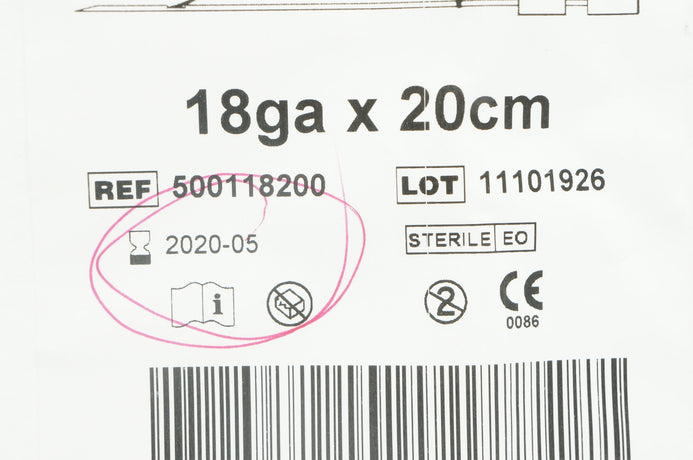 18ga x 20cm
REF 500118200 LOT 11101926
2020-05 STERILE EO
i 2 CE
0086